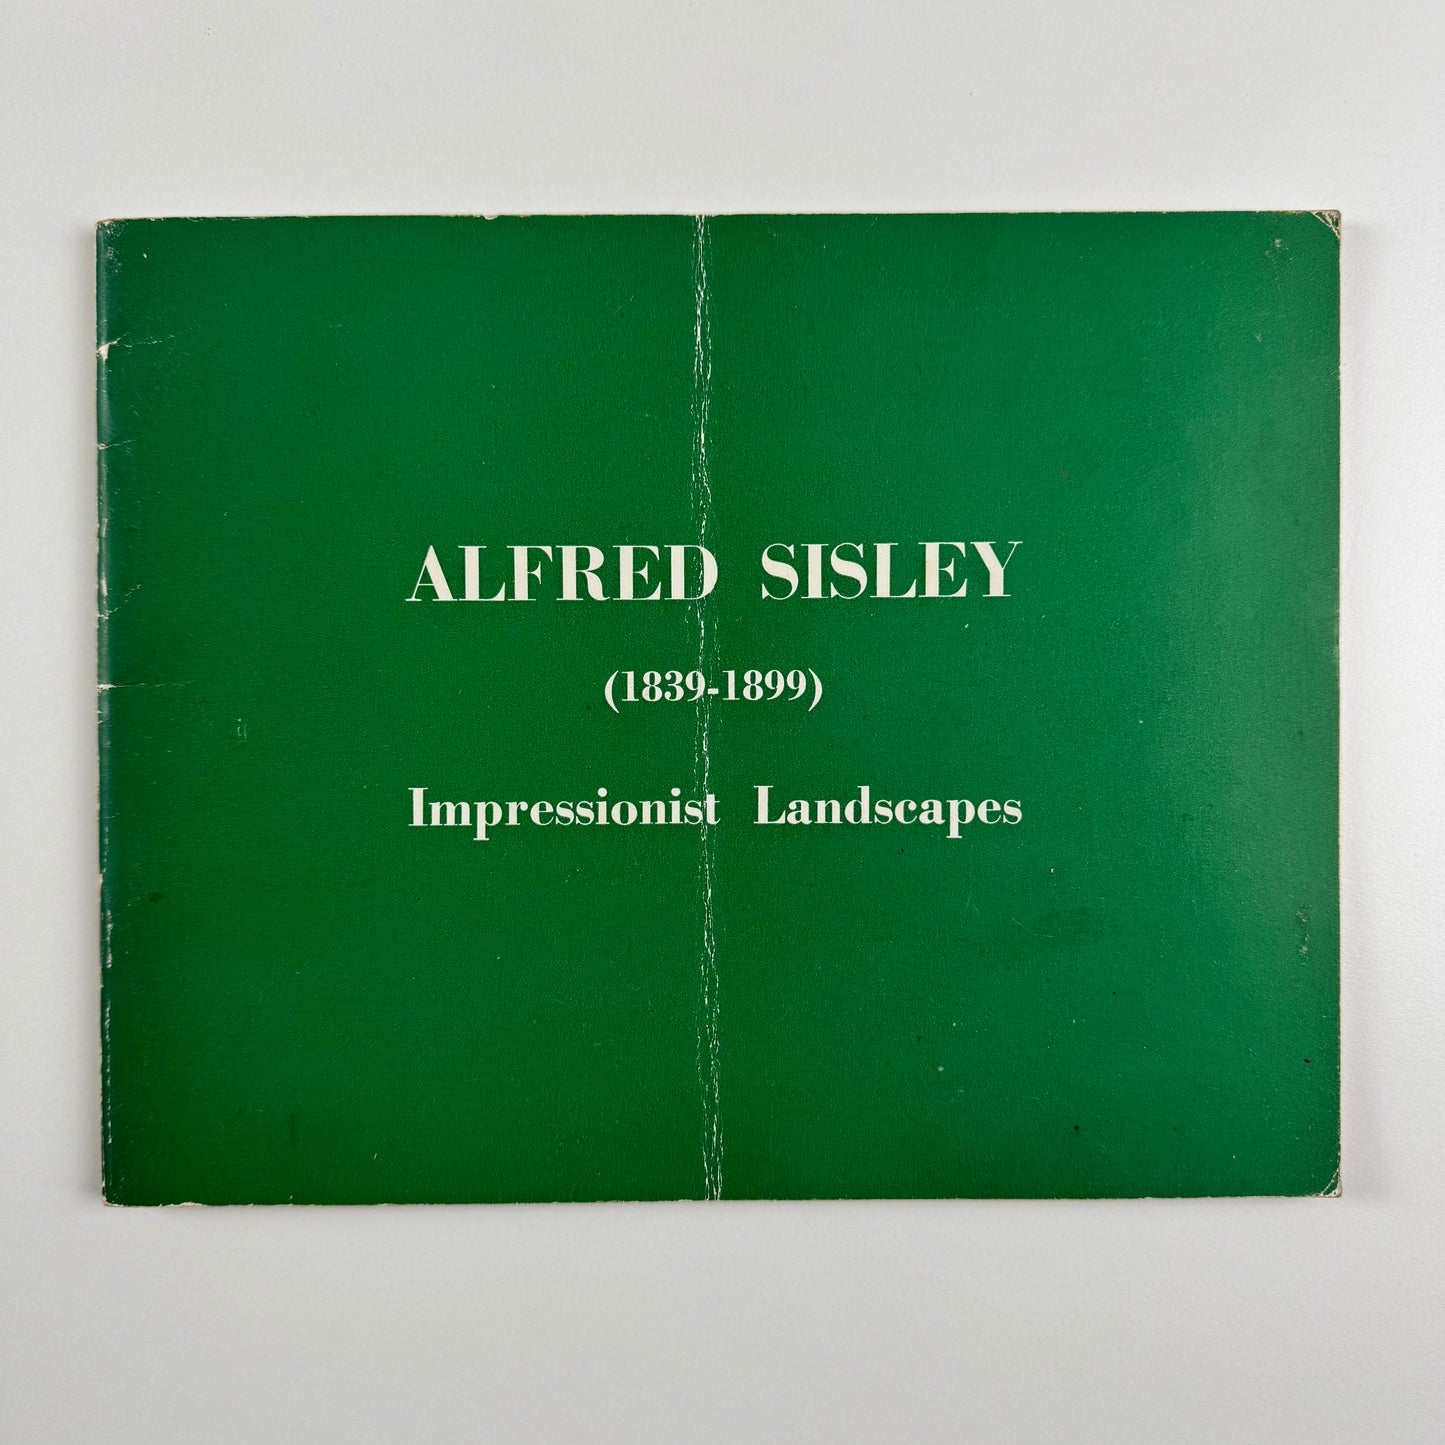 ALFRED SISLEY
(1839-1899)
Impressionist Landscapes